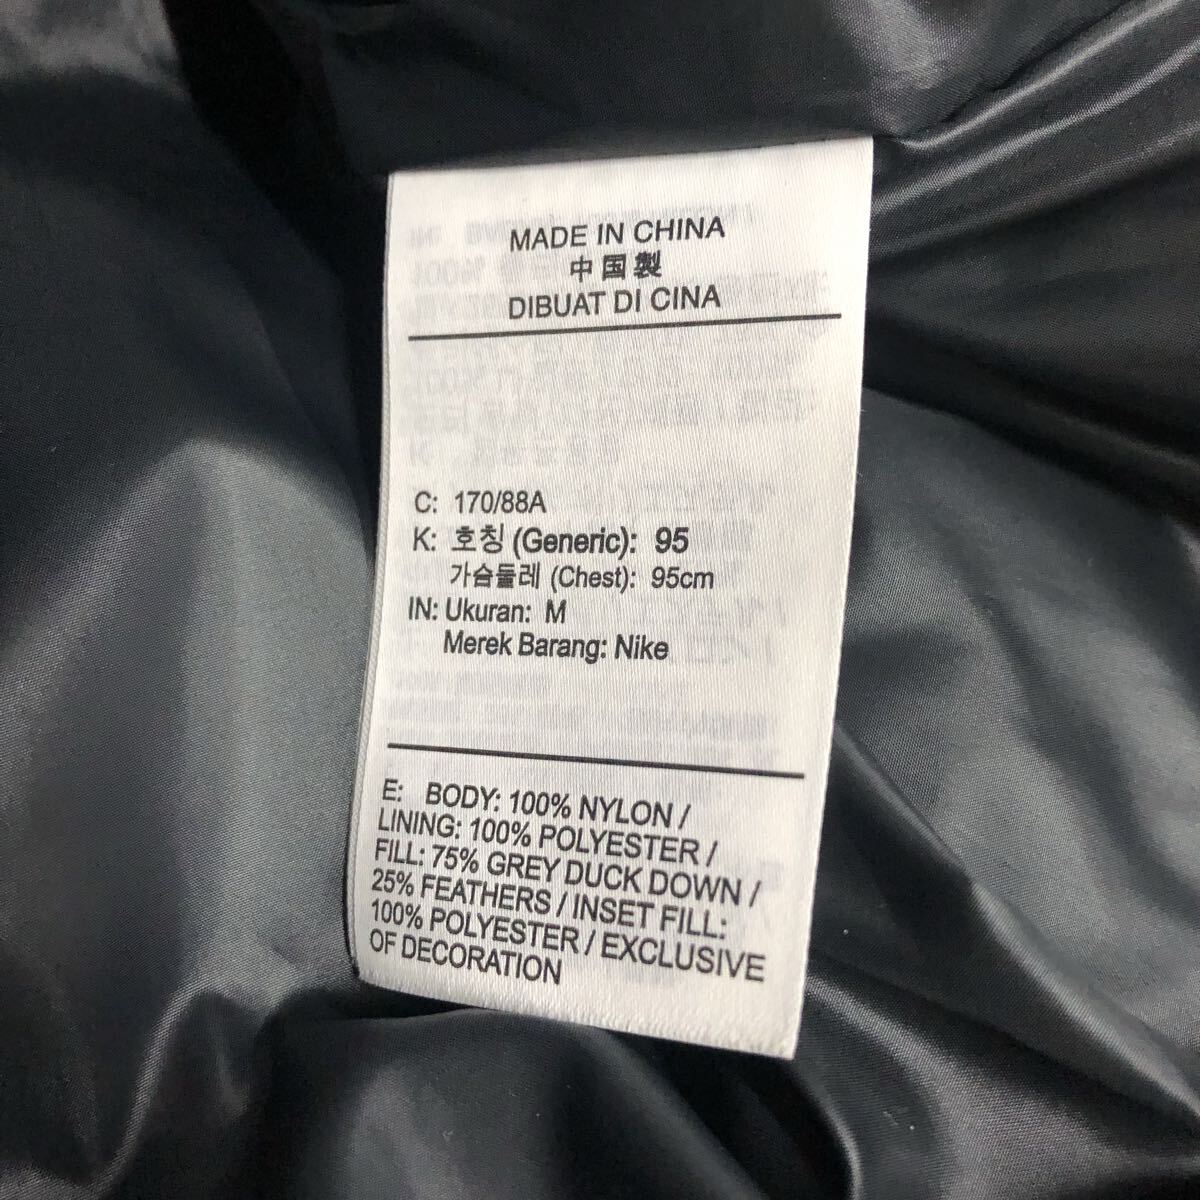 MADE IN CHINA
中国製
DIBUAT DI CINA
C: 170/88A
K: 호칭 (Generic): 95
가슴둘레 (Chest): 95cm
IN: Ukuran: M
Merek Barang: Nike
E: BODY: 100% NYLON /
LINING: 100% POLYESTER /
FILL: 75% GREY DUCK DOWN /
25% FEATHERS / INSET FILL:
100% POLYESTER / EXCLUSIVE
OF DECORATION